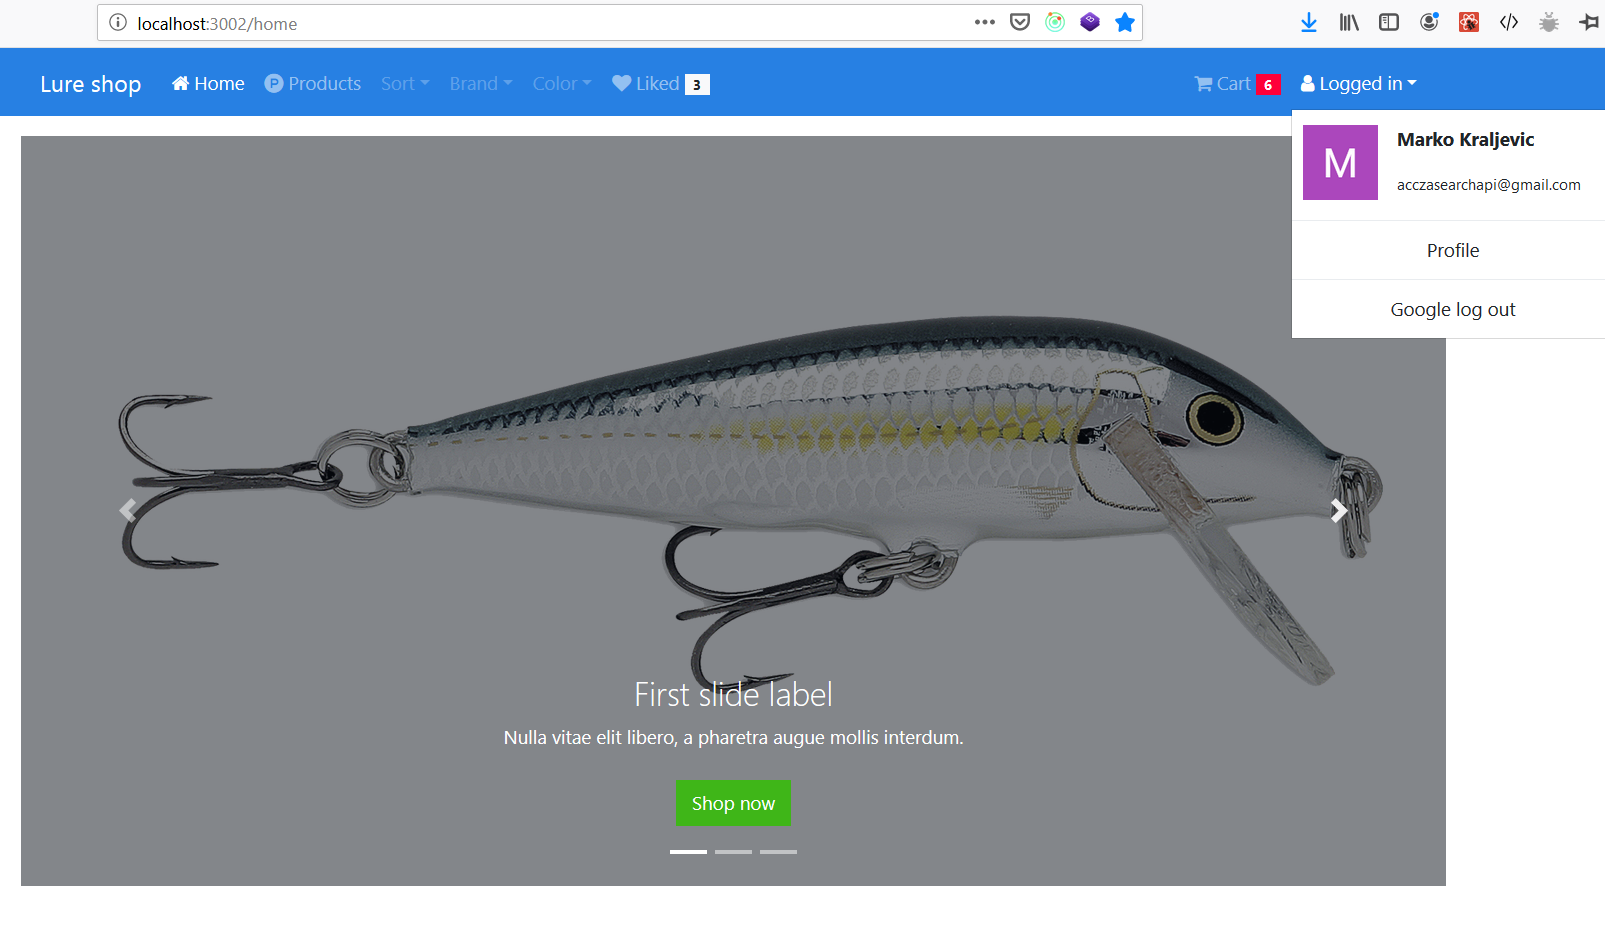 localhost:3002/home
Lure shop Home Products Sort Brand Color Liked 3 Cart 6 Logged in
M
Marko Kraljevic
acczasearchapi@gmail.com
Profile
Google log out
First slide label
Nulla vitae elit libero, a pharetra augue mollis interdum.
Shop now